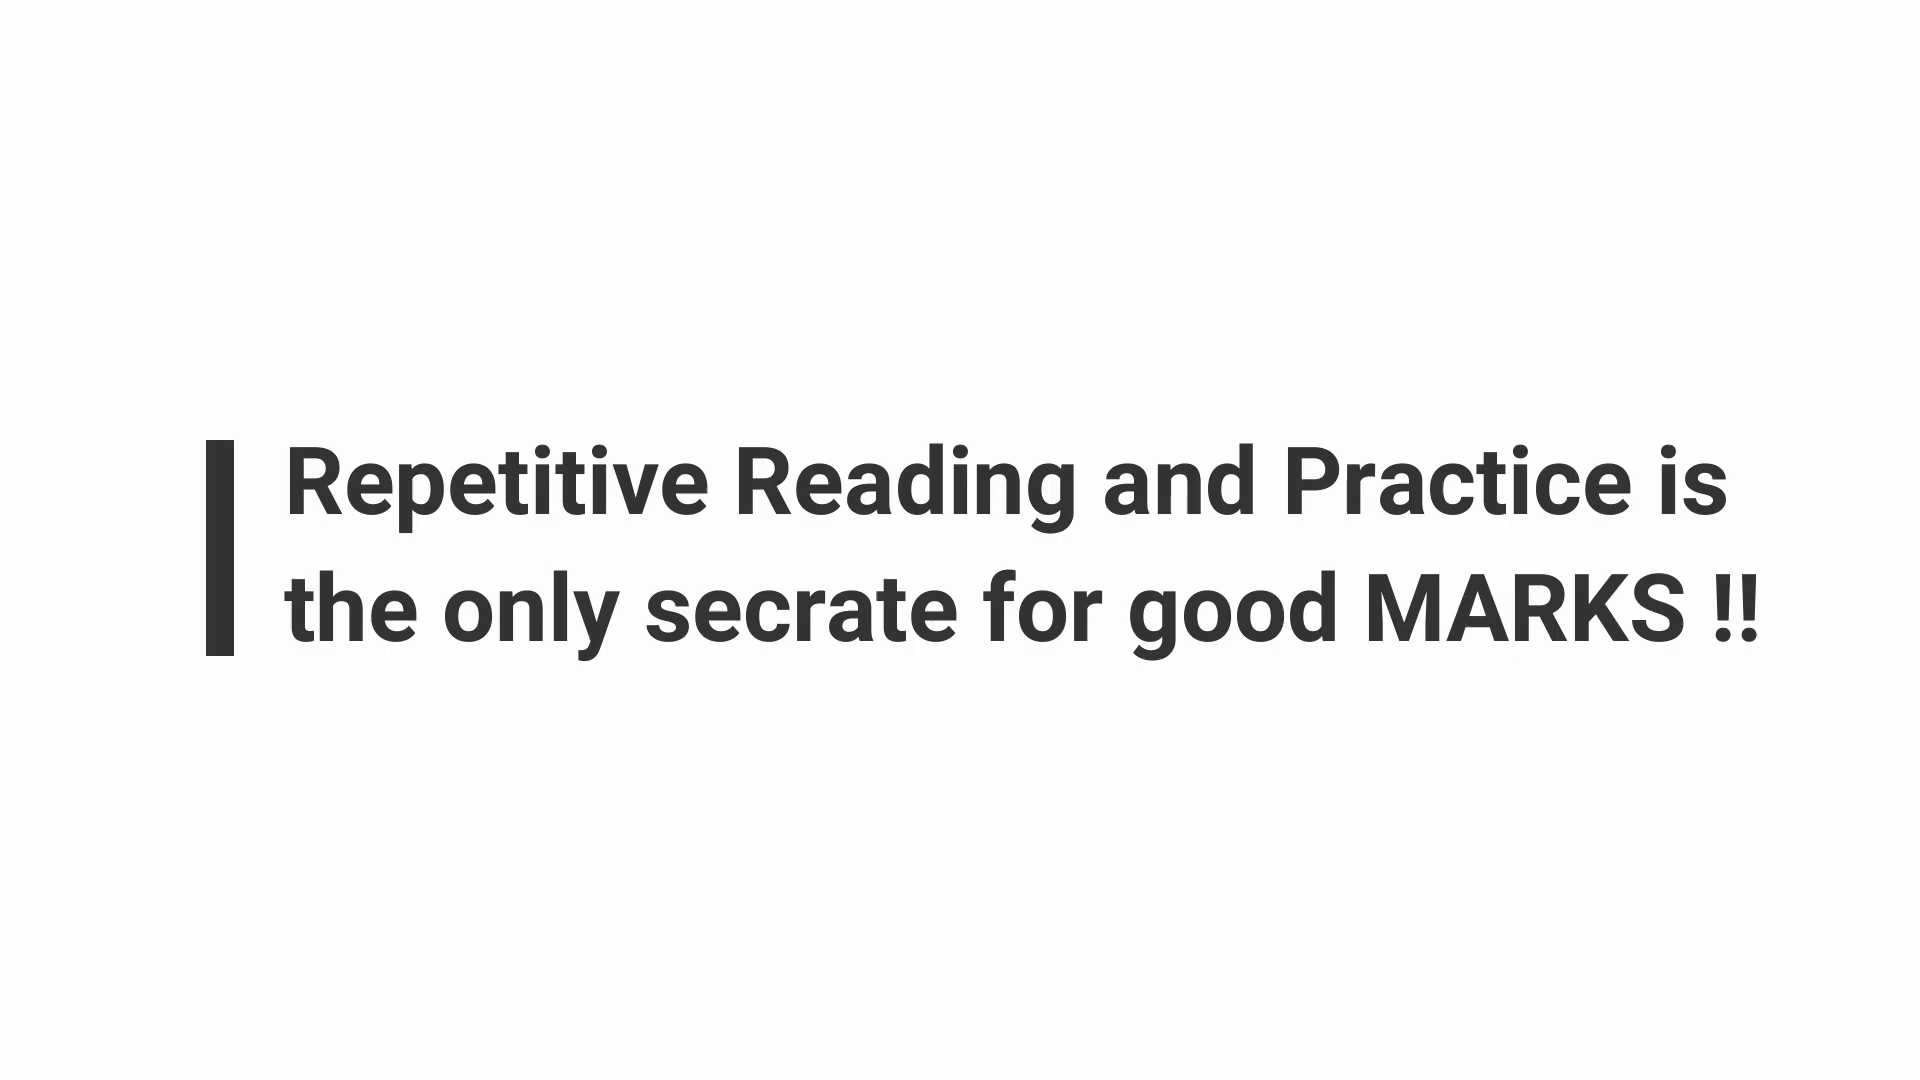 Repetitive Reading and Practice is
the only secrate for good MARKS !!